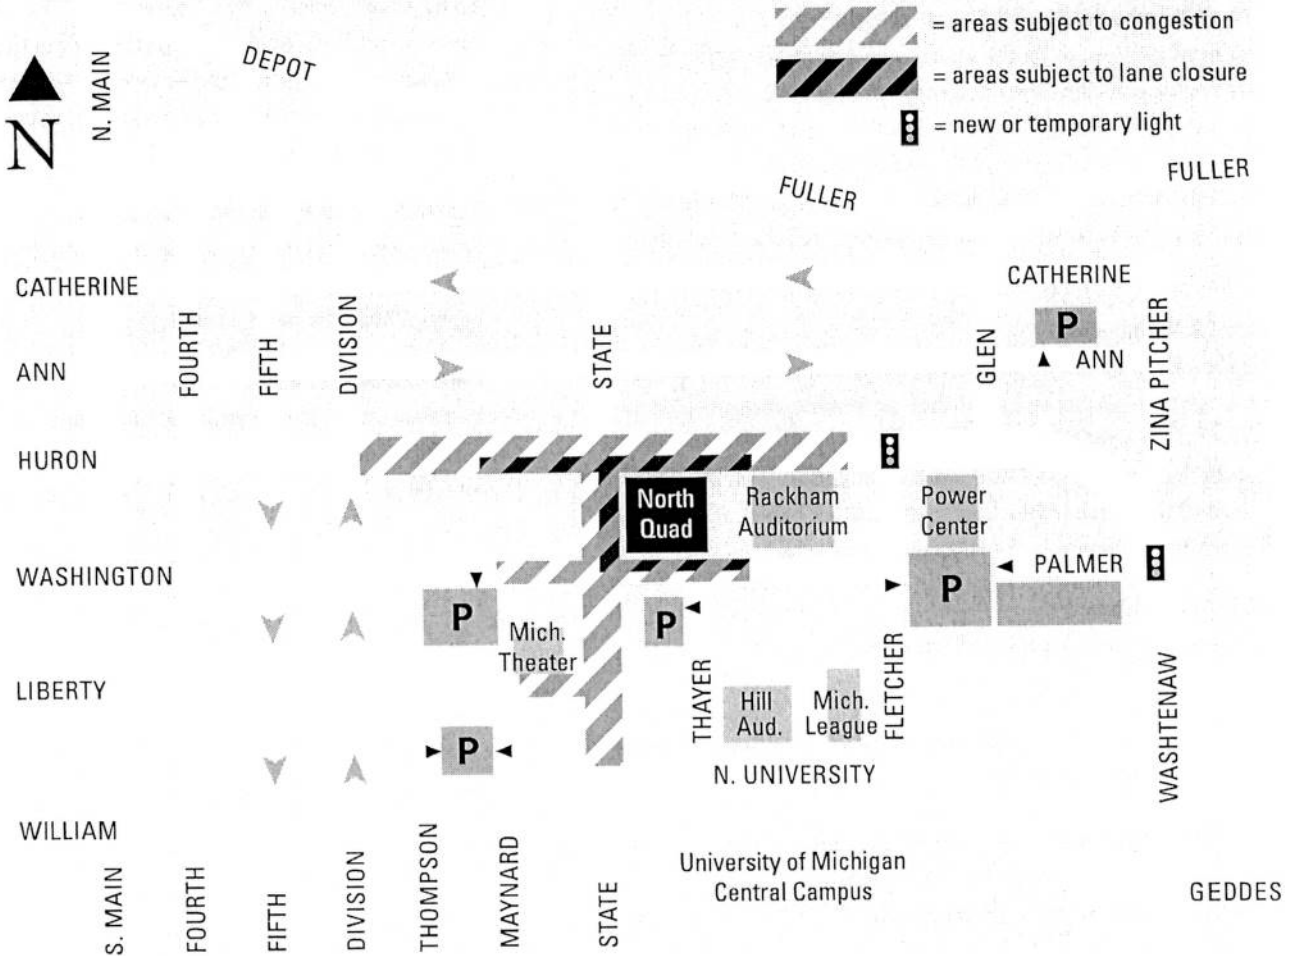 = areas subject to congestion
= areas subject to lane closure
= new or temporary light
N
N. MAIN
DEPOT
FULLER
FULLER
CATHERINE
CATHERINE
FOURTH
FIFTH
DIVISION
STATE
GLEN
P
ANN
ZINA PITCHER
ANN
HURON
North
Quad
Rackham
Auditorium
Power
Center
WASHINGTON
P
Mich.
Theater
P
P
PALMER
LIBERTY
THAYER
Hill
Aud.
Mich.
League
FLETCHER
WASHTENAW
P
N. UNIVERSITY
WILLIAM
S. MAIN
FOURTH
FIFTH
DIVISION
THOMPSON
MAYNARD
STATE
University of Michigan
Central Campus
GEDDES